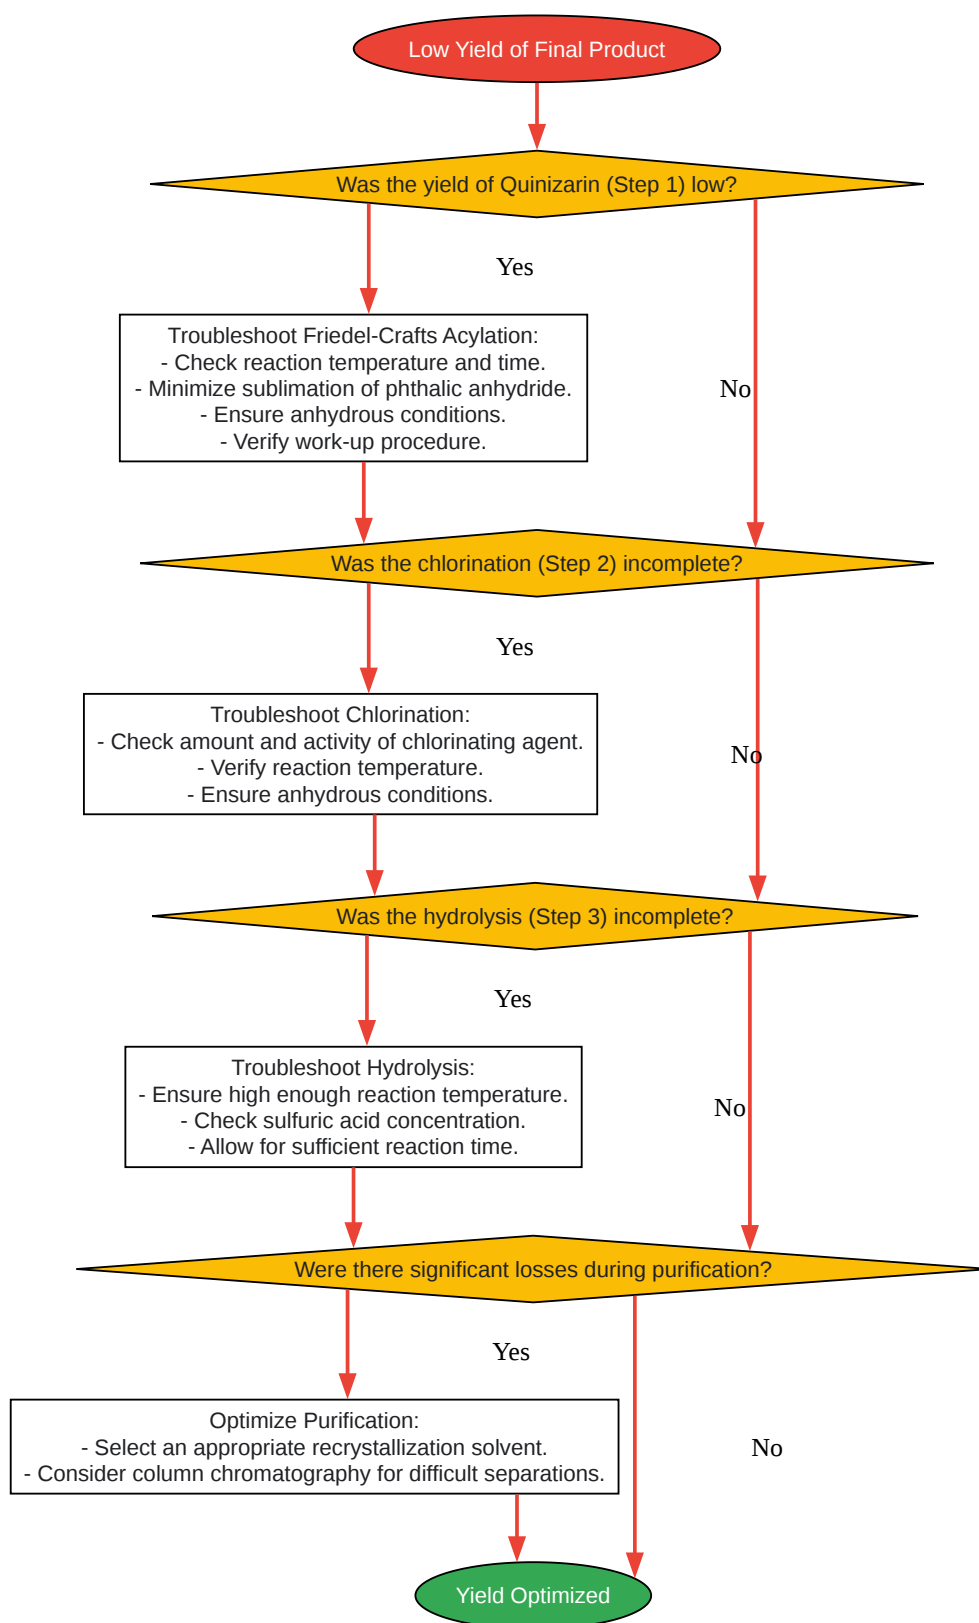 Low Yield of Final Product
Was the yield of Quinizarin (Step 1) low?
Yes
Troubleshoot Friedel-Crafts Acylation:
- Check reaction temperature and time.
- Minimize sublimation of phthalic anhydride.
- Ensure anhydrous conditions.
- Verify work-up procedure.
No
Was the chlorination (Step 2) incomplete?
Yes
Troubleshoot Chlorination:
- Check amount and activity of chlorinating agent.
- Verify reaction temperature.
- Ensure anhydrous conditions.
No
Was the hydrolysis (Step 3) incomplete?
Yes
Troubleshoot Hydrolysis:
- Ensure high enough reaction temperature.
- Check sulfuric acid concentration.
- Allow for sufficient reaction time.
No
Were there significant losses during purification?
Yes
Optimize Purification:
- Select an appropriate recrystallization solvent.
- Consider column chromatography for difficult separations.
No
Yield Optimized